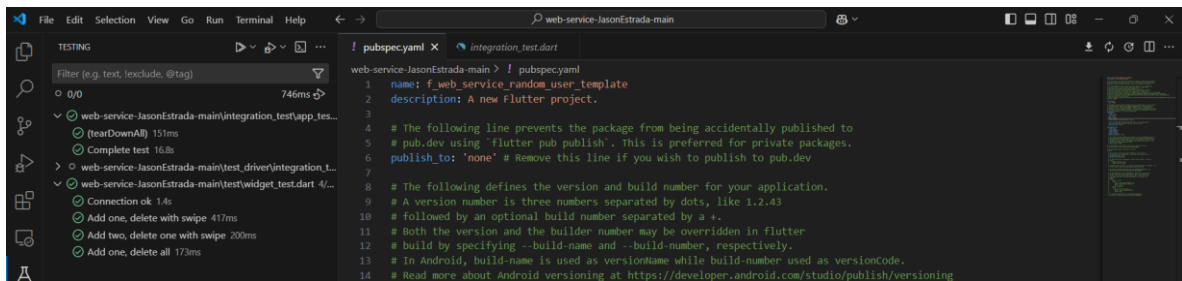 File Edit Selection View Go Run Terminal Help
web-service-JasonEstrada-main
TESTING
Filter (e.g. text, !exclude, @tag)
0/0 746ms
web-service-JasonEstrada-main\integration_test\app_tes...
(tearDownAll) 151ms
Complete test 16.8s
web-service-JasonEstrada-main\test_driver\integration_t...
web-service-JasonEstrada-main\test\widget_test.dart 4/...
Connection ok 1.4s
Add one, delete with swipe 417ms
Add two, delete one with swipe 200ms
Add one, delete all 173ms
! pubspec.yaml X integration_test.dart
web-service-JasonEstrada-main > ! pubspec.yaml
1 name: f_web_service_random_user_template
2 description: A new Flutter project.
3
4 # The following line prevents the package from being accidentally published to
5 # pub.dev using `flutter pub publish`. This is preferred for private packages.
6 publish_to: 'none' # Remove this line if you wish to publish to pub.dev
7
8 # The following defines the version and build number for your application.
9 # A version number is three numbers separated by dots, like 1.2.43
10 # followed by an optional build number separated by a +.
11 # Both the version and the builder number may be overridden in flutter
12 # build by specifying --build-name and --build-number, respectively.
13 # In Android, build-name is used as versionName while build-number used as versionCode.
14 # Read more about Android versioning at https://developer.android.com/studio/publish/versioning